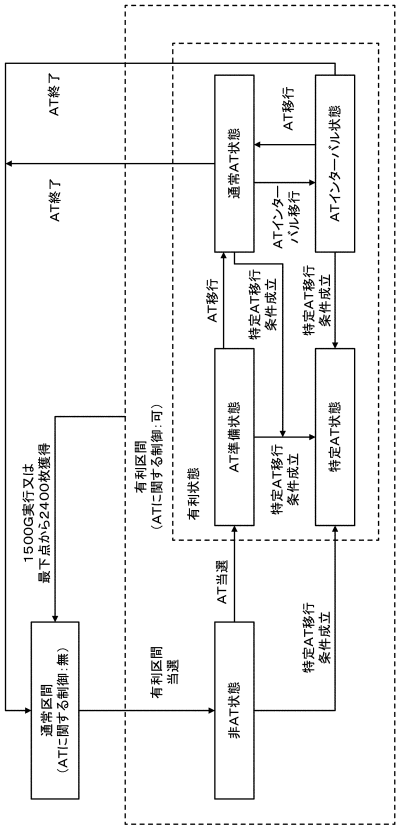 通常区間
（ATに関する制御：無）
1500G実行又は
最下点から2400枚獲得
AT終了
AT終了
有利区間
当選
有利区間
（ATに関する制御：可）
有利状態
非AT状態
AT当選
AT準備状態
AT移行
通常AT状態
特定AT移行
条件成立
特定AT移行
条件成立
ATインター
バル移行
AT移行
特定AT移行
条件成立
特定AT状態
特定AT移行
条件成立
ATインターバル状態